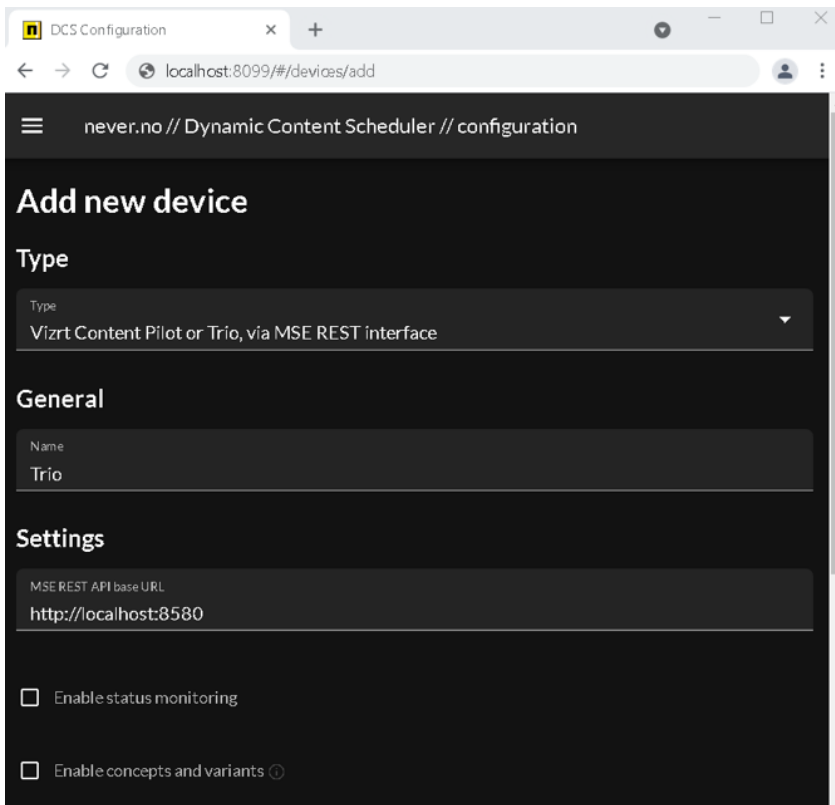 n DCS Configuration
localhost:8099/#/devices/add
never.no // Dynamic Content Scheduler // configuration
Add new device
Type
Type
Vizrt Content Pilot or Trio, via MSE REST interface
General
Name
Trio
Settings
MSE REST API base URL
http://localhost:8580
Enable status monitoring
Enable concepts and variants